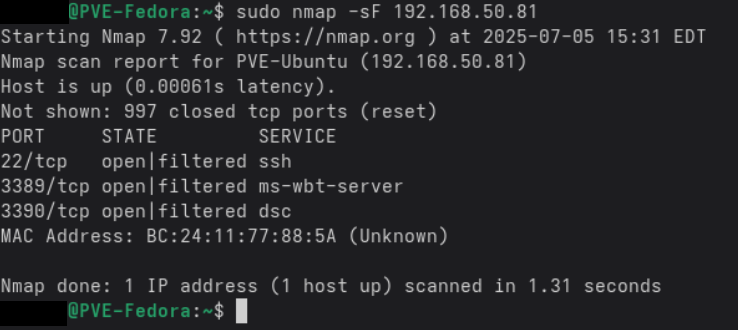 @PVE-Fedora:~$ sudo nmap -sF 192.168.50.81
Starting Nmap 7.92 ( https://nmap.org ) at 2025-07-05 15:31 EDT
Nmap scan report for PVE-Ubuntu (192.168.50.81)
Host is up (0.00061s latency).
Not shown: 997 closed tcp ports (reset)
PORT     STATE         SERVICE
22/tcp   open|filtered ssh
3389/tcp open|filtered ms-wbt-server
3390/tcp open|filtered dsc
MAC Address: BC:24:11:77:88:5A (Unknown)

Nmap done: 1 IP address (1 host up) scanned in 1.31 seconds
@PVE-Fedora:~$